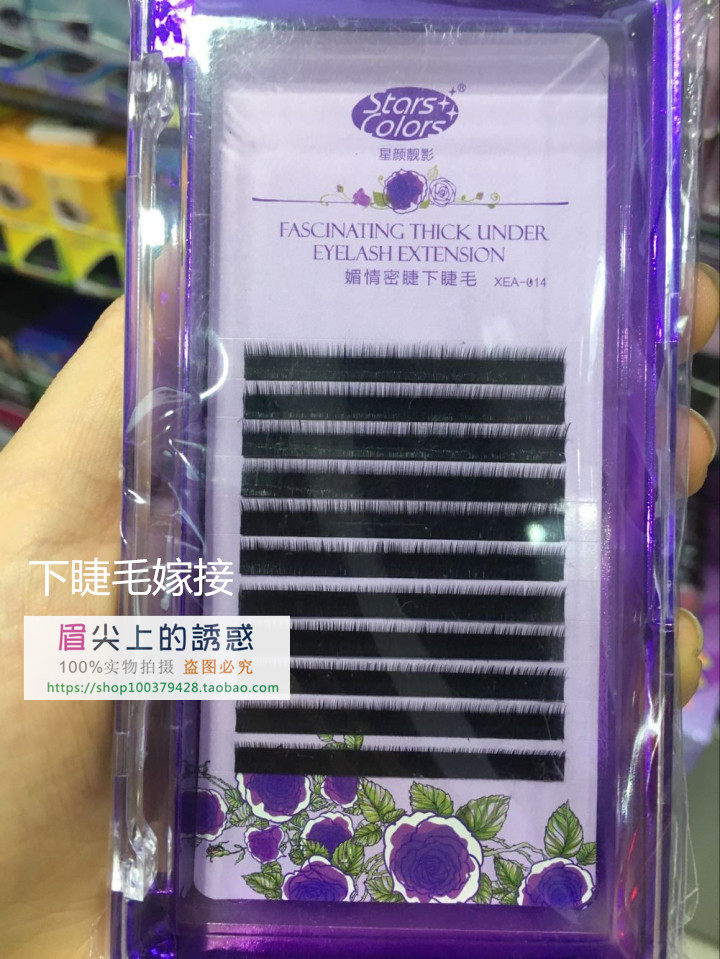 Stars
Colors®
星颜靓影
FASCINATING THICK UNDER
EYELASH EXTENSION
媚情密睫下睫毛 XEA-014
下睫毛嫁接
眉尖上的誘惑
100%实物拍摄 盗图必究
https://shop100379428.taobao.com